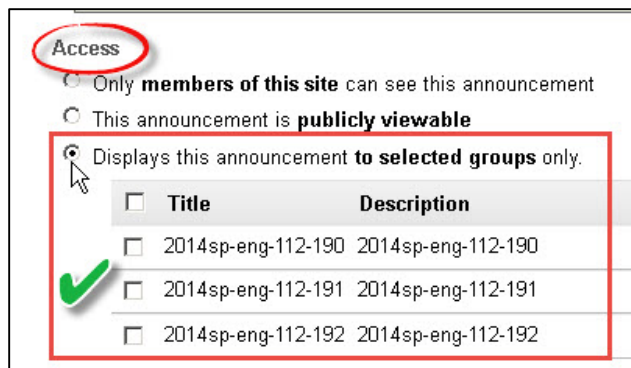 Access
Only members of this site can see this announcement
This announcement is publicly viewable
Displays this announcement to selected groups only.
Title Description
2014sp-eng-112-190 2014sp-eng-112-190
2014sp-eng-112-191 2014sp-eng-112-191
2014sp-eng-112-192 2014sp-eng-112-192